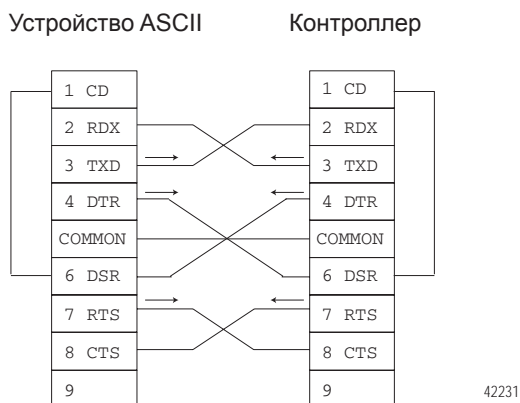 Устройство ASCII
Контроллер
1 CD
2 RDX
3 TXD
4 DTR
COMMON
6 DSR
7 RTS
8 CTS
9
1 CD
2 RDX
3 TXD
4 DTR
COMMON
6 DSR
7 RTS
8 CTS
9
42231